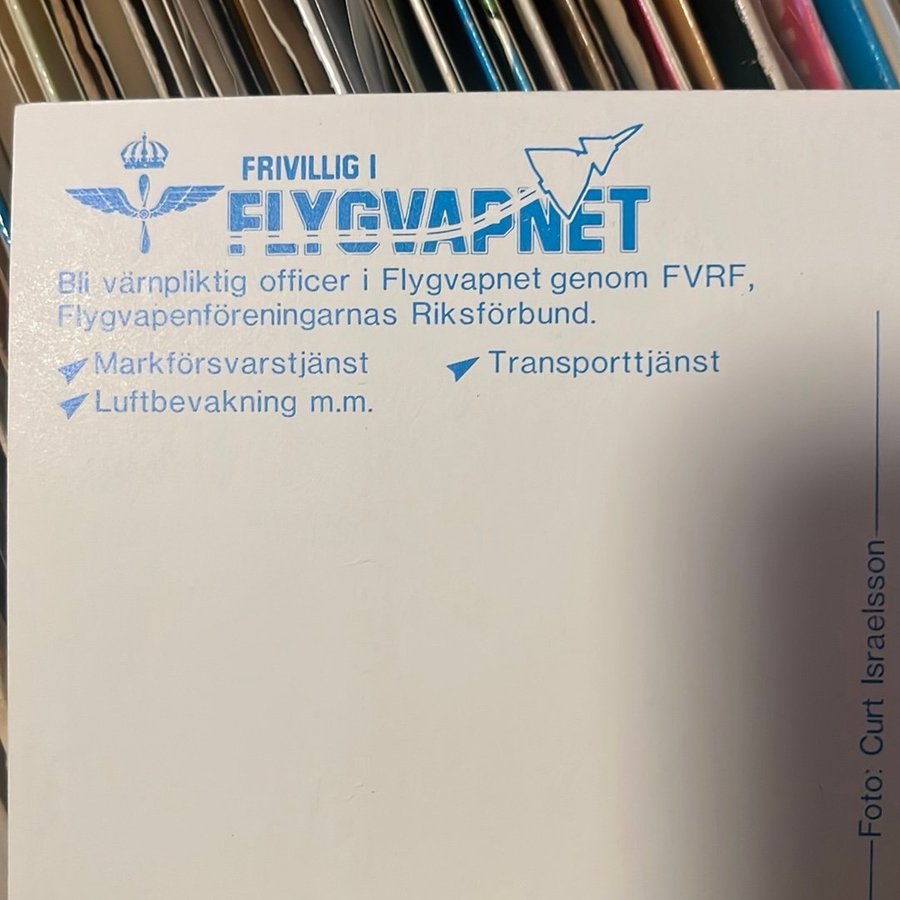 FRIVILLIG I
FLYGVAPNET
Bli värnpliktig officer i Flygvapnet genom FVRF,
Flygvapenföreningarnas Riksförbund.
Markförsvarstjänst
Transporttjänst
Luftbevakning m.m.
Foto: Curt Israelsson